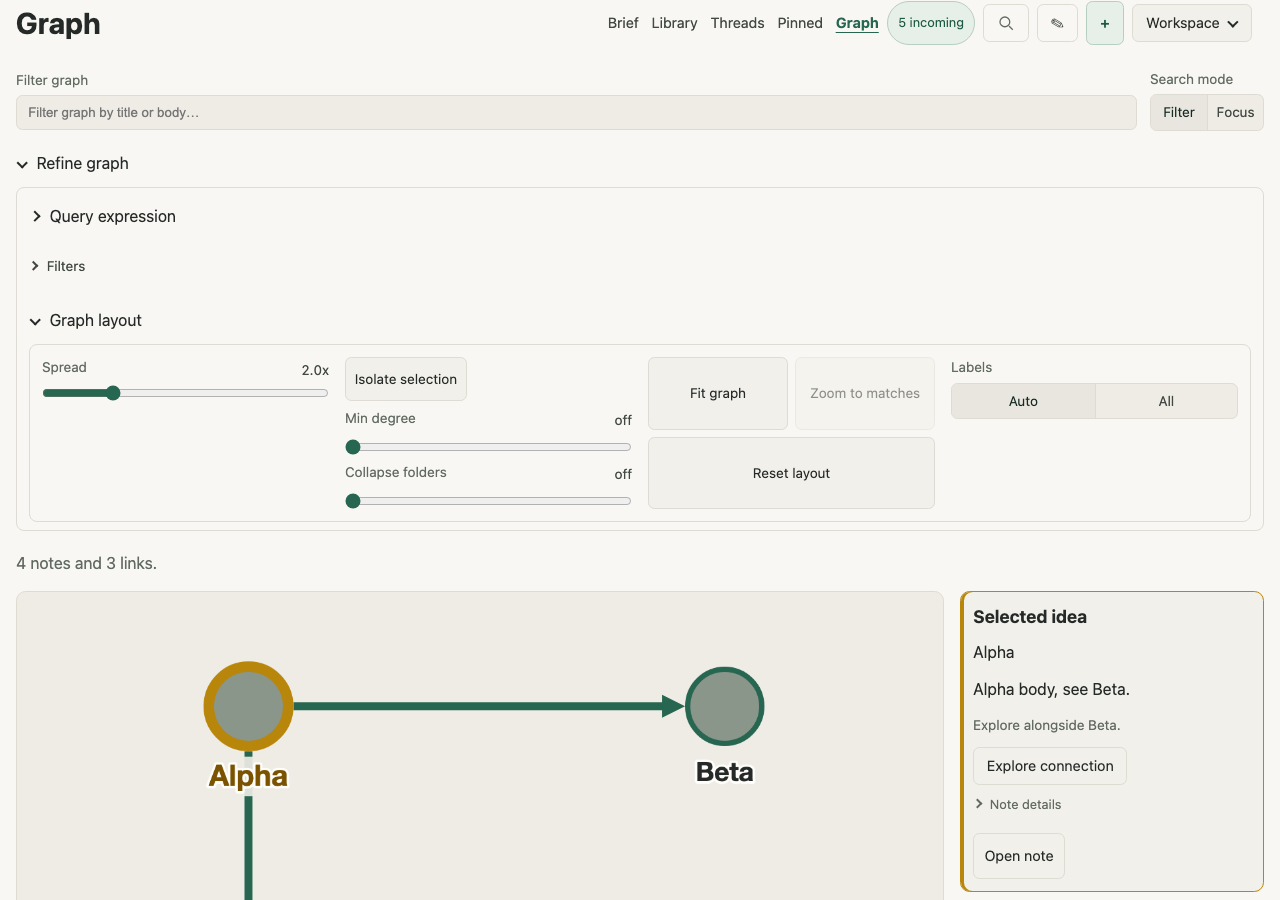 Graph
Brief Library Threads Pinned Graph 5 incoming + Workspace
Filter graph
Filter graph by title or body…
Search mode
Filter Focus
Refine graph
Query expression
Filters
Graph layout
Spread 2.0x
Isolate selection
Min degree off
Collapse folders off
Fit graph
Zoom to matches
Reset layout
Labels
Auto All
4 notes and 3 links.
Alpha
Beta
Selected idea
Alpha
Alpha body, see Beta.
Explore alongside Beta.
Explore connection
Note details
Open note